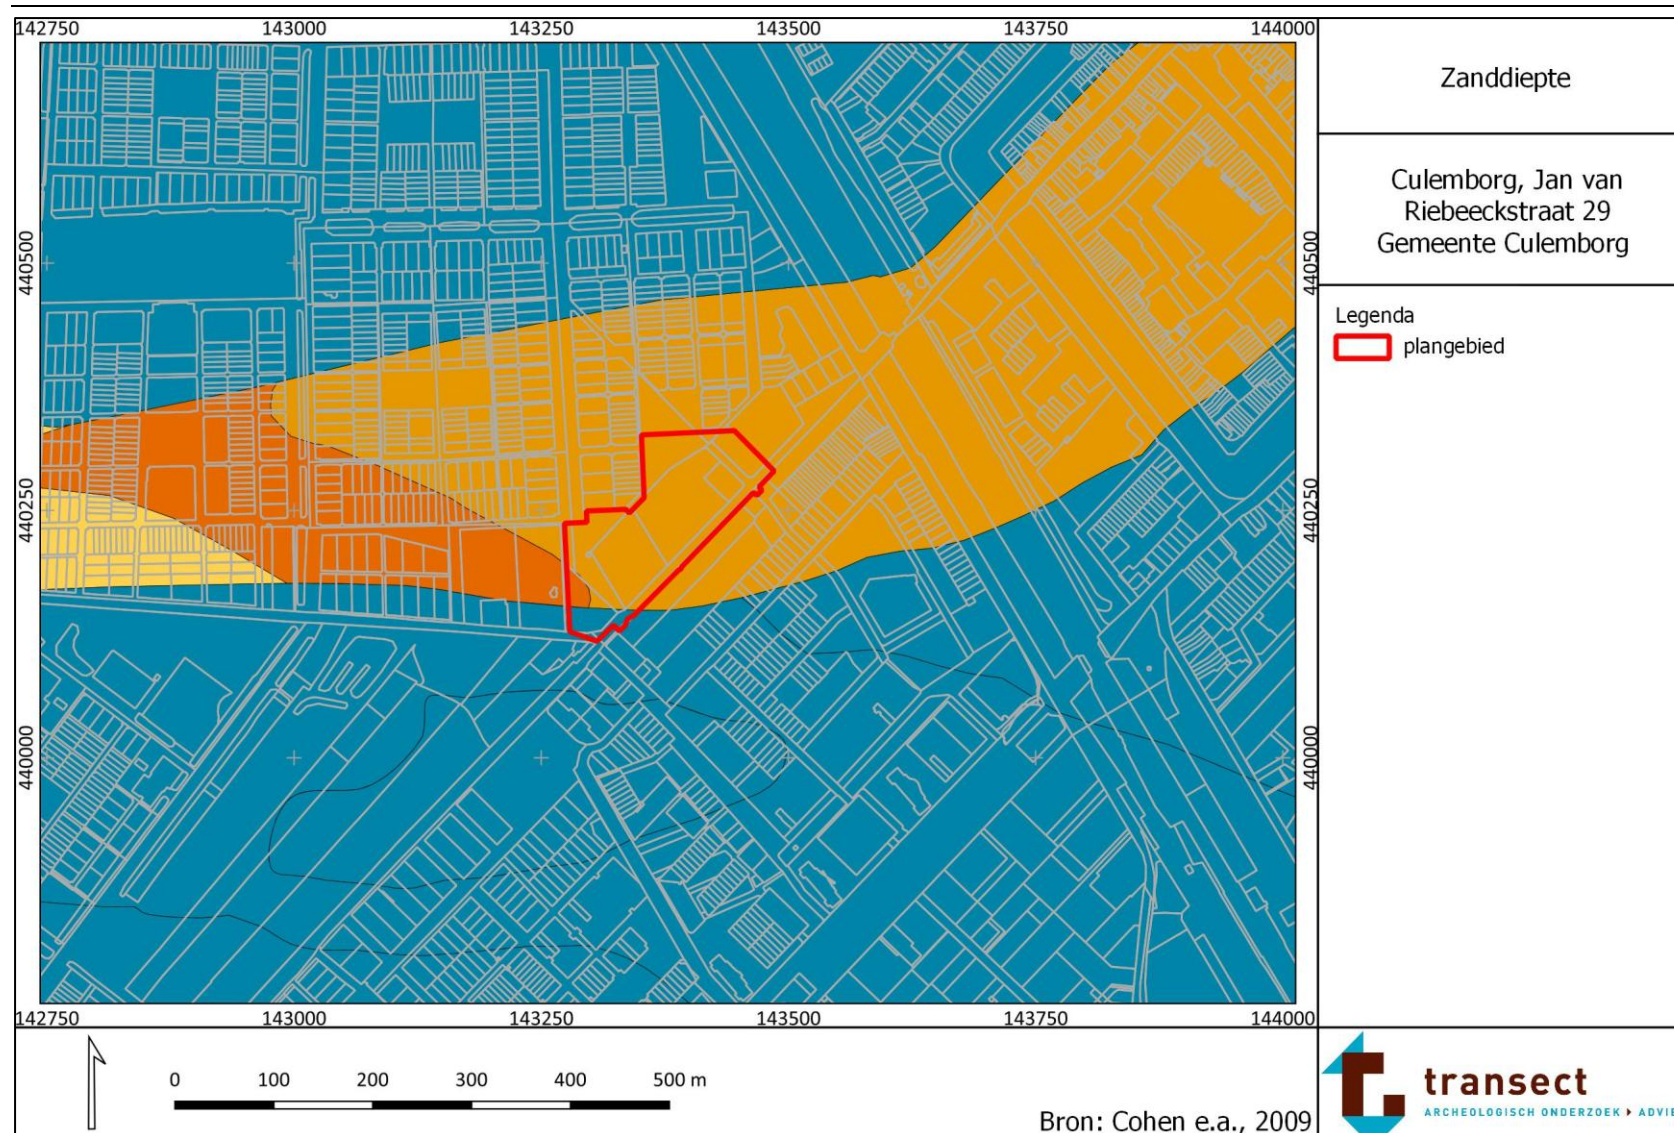 142750 143000 143250 143500 143750 144000
440500 440500
440250 440250
440000 440000
142750 143000 143250 143500 143750 144000
Zanddiepte
Culemborg, Jan van
Riebeeckstraat 29
Gemeente Culemborg
Legenda
plangebied
0 100 200 300 400 500 m
Bron: Cohen e.a., 2009
transect
ARCHEOLOGISCH ONDERZOEK ADVIE